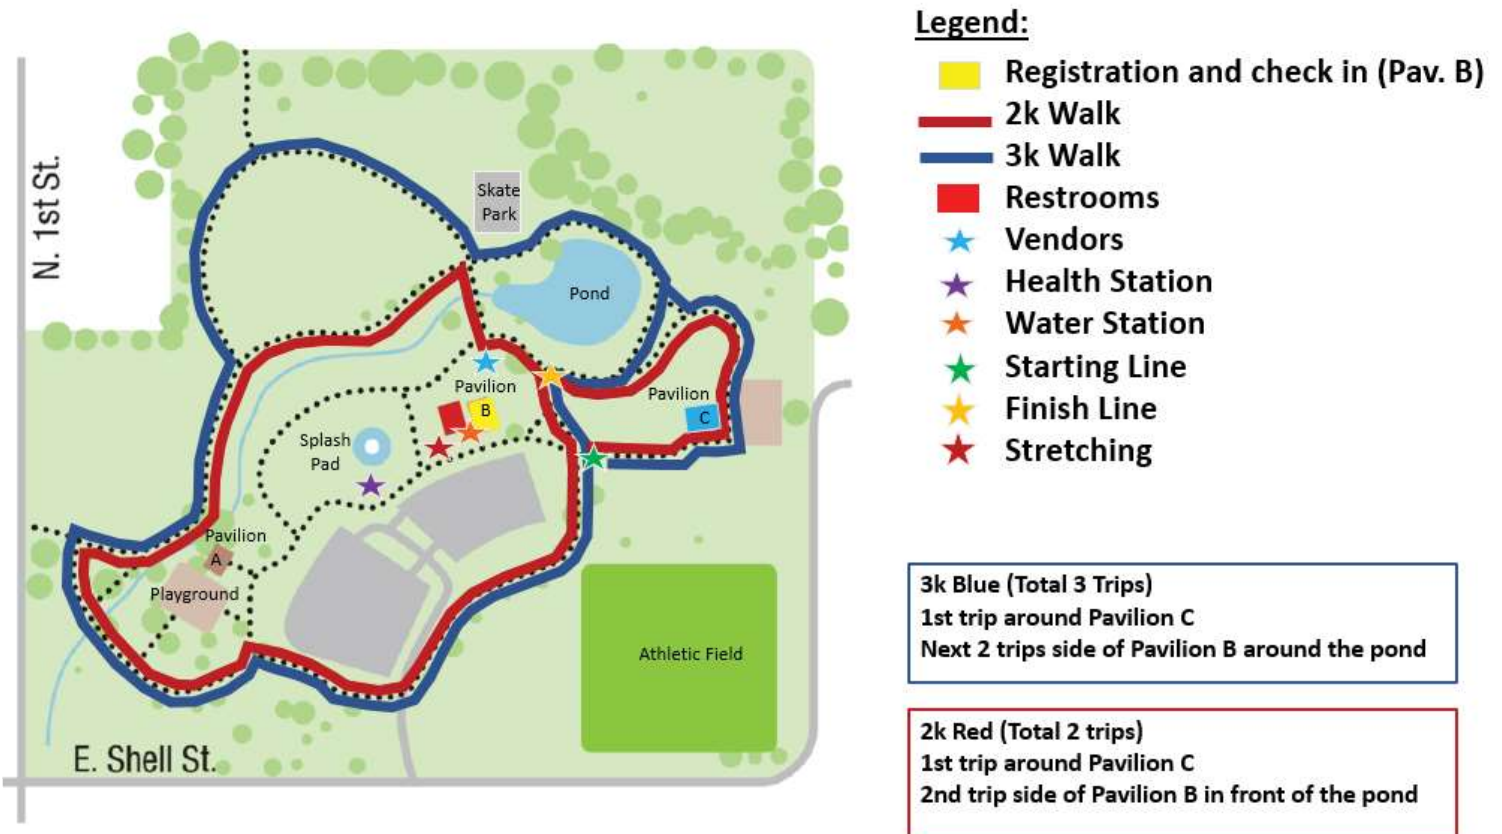 Legend:
Registration and check in (Pav. B)
2k Walk
3k Walk
Restrooms
Vendors
Health Station
Water Station
Starting Line
Finish Line
Stretching
N. 1st St.
Skate
Park
Pond
Pavilion
B
Pavilion
C
Splash
Pad
Pavilion
A
Playground
Athletic Field
E. Shell St.
3k Blue (Total 3 Trips)
1st trip around Pavilion C
Next 2 trips side of Pavilion B around the pond
2k Red (Total 2 trips)
1st trip around Pavilion C
2nd trip side of Pavilion B in front of the pond